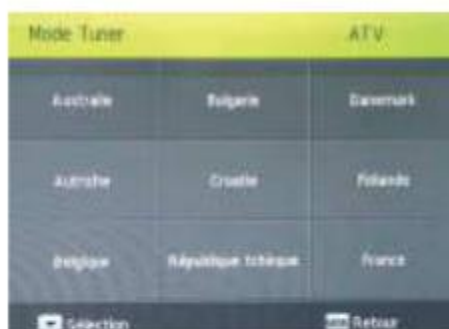 Mode Tuner ATV
Australie Bulgarie Danemark
Autriche Croatie Finlande
Belgique République tchèque France
Sélection Retour